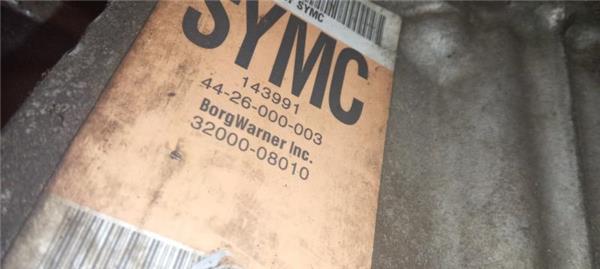 SYMC
SYMC
143991
44-26-000-003
BorgWarner Inc.
32000-08010